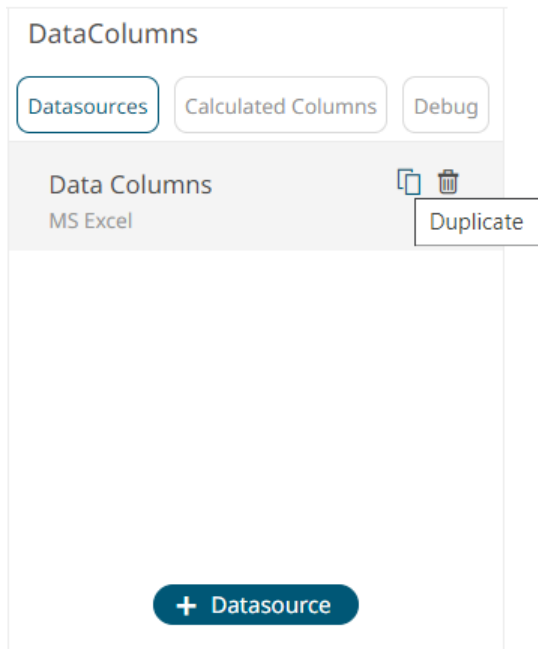 DataColumns
Datasources Calculated Columns Debug
Data Columns
MS Excel
Duplicate
+ Datasource